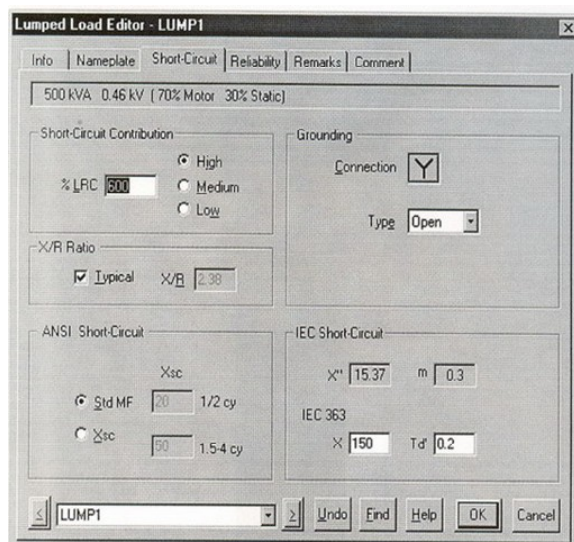 Lumped Load Editor - LUMP1
Info Nameplate Short-Circuit Reliability Remarks Comment
500 kVA 0.46 kV (70% Motor 30% Static)
Short-Circuit Contribution
% LRC 600
High
Medium
Low
Grounding
Connection Y
Type Open
X/R Ratio
Typical X/R 2.38
ANSI Short-Circuit
Xsc
Std MF 20 1/2 cy
Xsc 50 1.5-4 cy
IEC Short-Circuit
X" 15.37 m 0.3
IEC 363
X 150 Td' 0.2
LUMP1 Undo Find Help OK Cancel